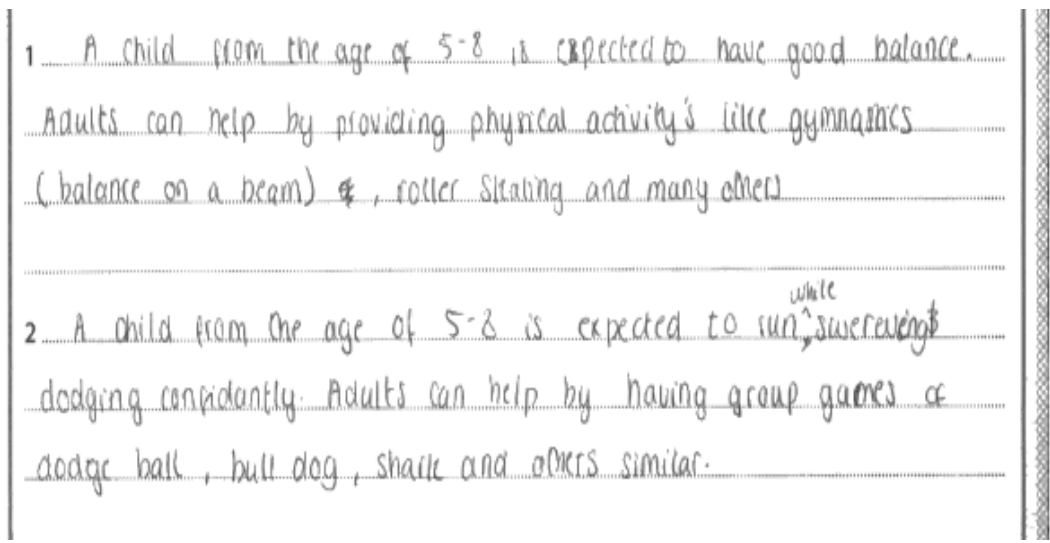 1 A child from the age of 5-8 is expected to have good balance.
Adults can help by providing physical activity's like gymnastics
(balance on a beam) , roller skating and many others
2 A child from the age of 5-8 is expected to run while swereveing
dodging confidantly. Adults can help by having group games of
dodge ball, bull dog, shark and others similar.